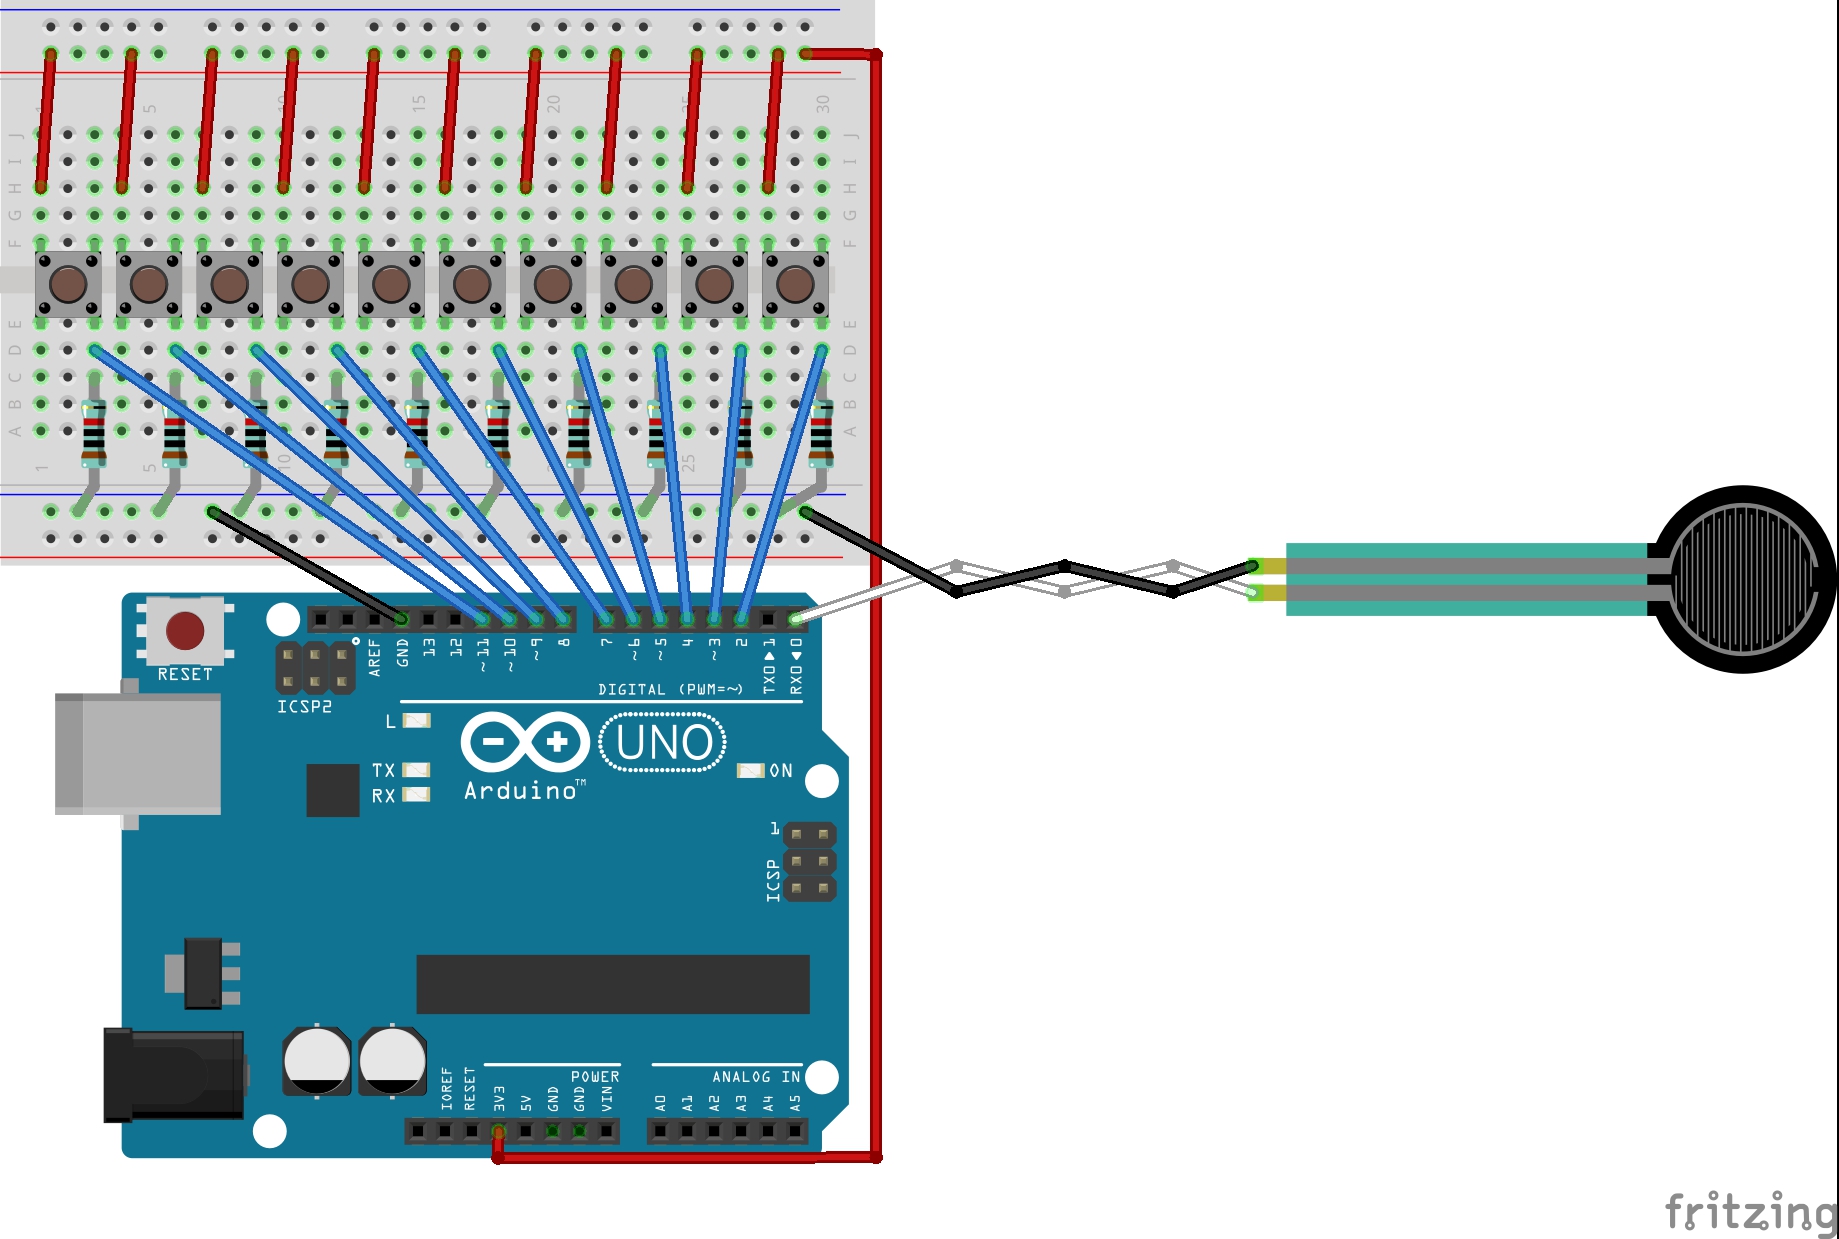 1 5 10 15 20 25 30
J J
I I
H H
G G
F F
E E
D D
C C
B B
A A
1 5 10 25
RESET
ICSP2
AREF GND 13 12 ~11 ~10 ~9 8 7 ~6 ~5 4 ~3 2 TX0▶1 RX0◀0
DIGITAL (PWM=~)
L
TX
RX
Arduino™
UNO
ON
1
ICSP
POWER
ANALOG IN
IOREF RESET 3V3 5V GND GND VIN A0 A1 A2 A3 A4 A5
fritzing